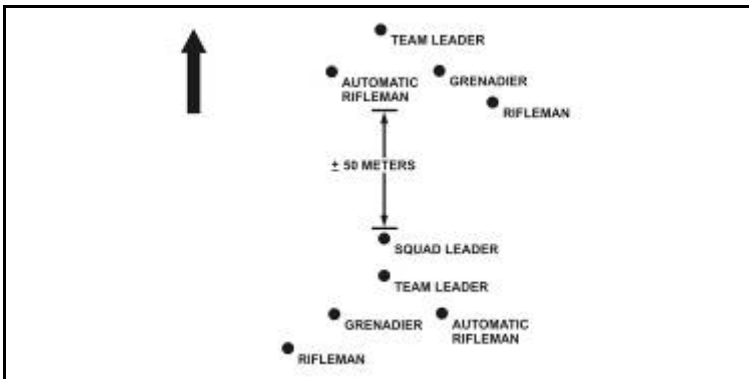 TEAM LEADER
AUTOMATIC
RIFLEMAN
GRENADIER
RIFLEMAN
± 50 METERS
SQUAD LEADER
TEAM LEADER
GRENADIER
AUTOMATIC
RIFLEMAN
RIFLEMAN